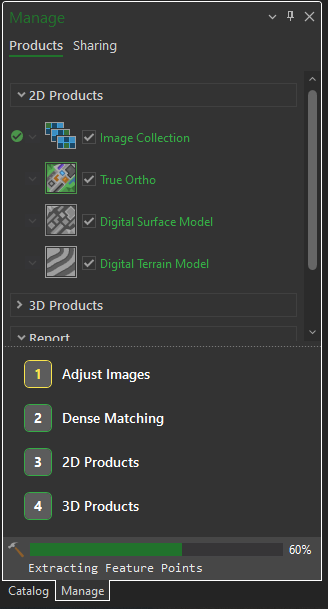 Manage
Products Sharing
2D Products
Image Collection
True Ortho
Digital Surface Model
Digital Terrain Model
3D Products
Report
1 Adjust Images
2 Dense Matching
3 2D Products
4 3D Products
60%
Extracting Feature Points
Catalog Manage